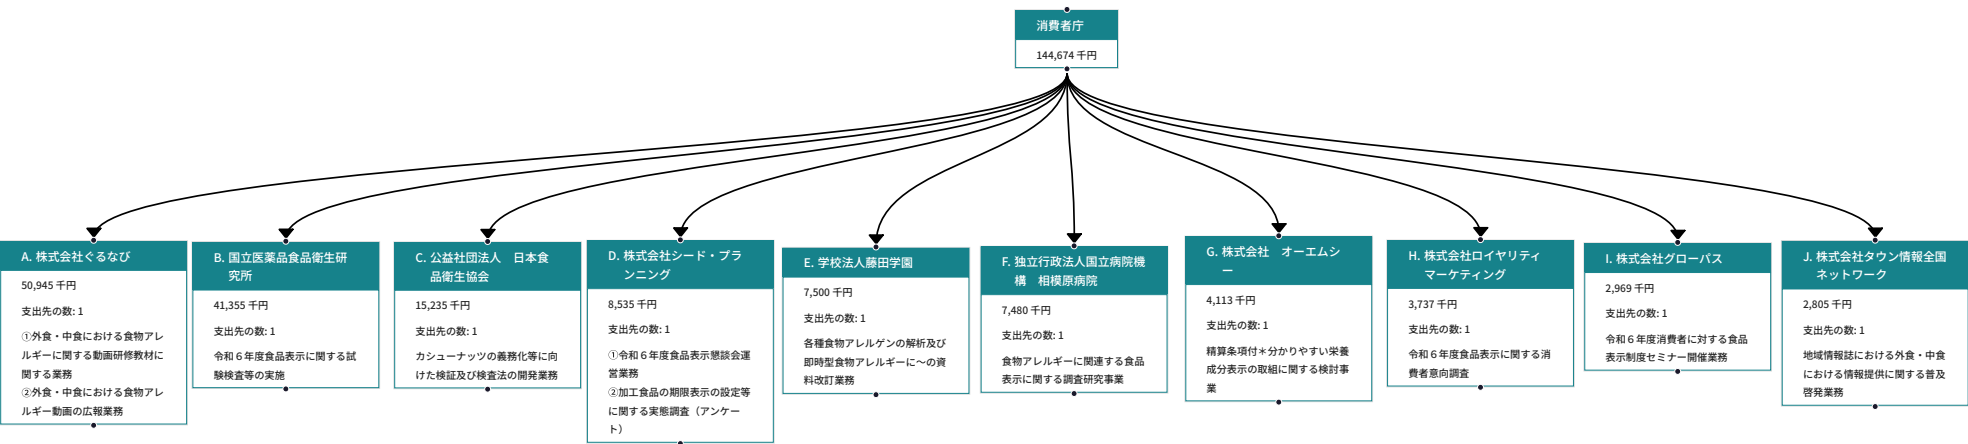 消費者庁
144,674 千円
A. 株式会社ぐるなび
50,945 千円
支出先の数: 1
①外食・中食における食物アレ
ルギーに関する動画研修教材に
関する業務
②外食・中食における食物アレ
ルギー動画の広報業務
B. 国立医薬品食品衛生研
究所
41,355 千円
支出先の数: 1
令和６年度食品表示に関する試
験検査等の実施
C. 公益社団法人　日本食
品衛生協会
15,235 千円
支出先の数: 1
カシューナッツの義務化等に向
けた検証及び検査法の開発業務
D. 株式会社シード・プラ
ンニング
8,535 千円
支出先の数: 1
①令和６年度食品表示懇談会運
営業務
②加工食品の期限表示の設定等
に関する実態調査（アンケー
ト）
E. 学校法人藤田学園
7,500 千円
支出先の数: 1
各種食物アレルゲンの解析及び
即時型食物アレルギーに～の資
料改訂業務
F. 独立行政法人国立病院機
構　相模原病院
7,480 千円
支出先の数: 1
食物アレルギーに関連する食品
表示に関する調査研究事業
G. 株式会社　オーエムシ
ー
4,113 千円
支出先の数: 1
精算条項付＊分かりやすい栄養
成分表示の取組に関する検討事
業
H. 株式会社ロイヤリティ
マーケティング
3,737 千円
支出先の数: 1
令和６年度食品表示に関する消
費者意向調査
I. 株式会社グローバス
2,969 千円
支出先の数: 1
令和６年度消費者に対する食品
表示制度セミナー開催業務
J. 株式会社タウン情報全国
ネットワーク
2,805 千円
支出先の数: 1
地域情報誌における外食・中食
における情報提供に関する普及
啓発業務